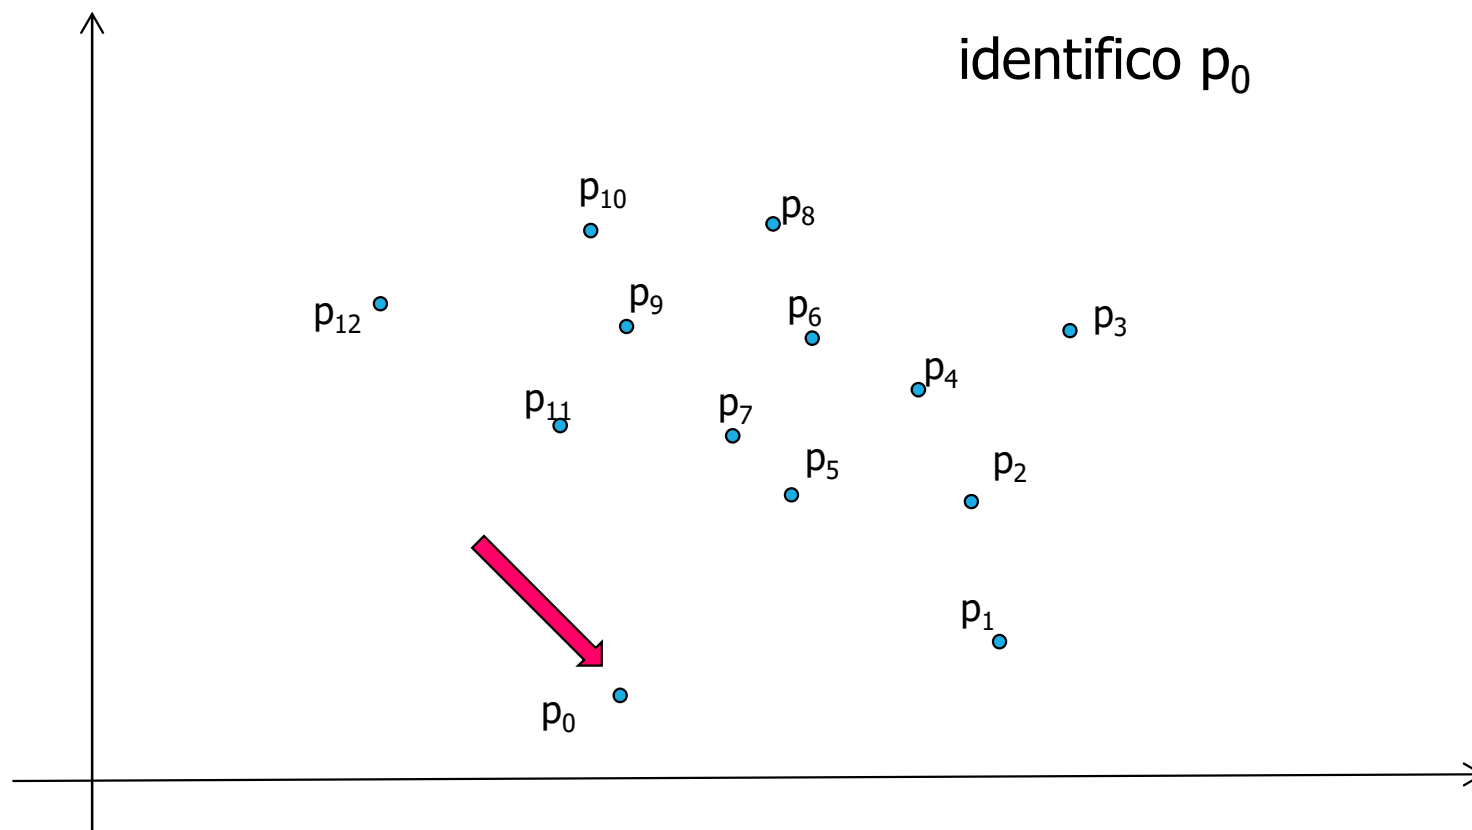 identifico p₀
p₁₀
p₈
p₉
p₆
p₁₂
p₃
p₄
p₁₁
p₇
p₅
p₂
p₁
p₀